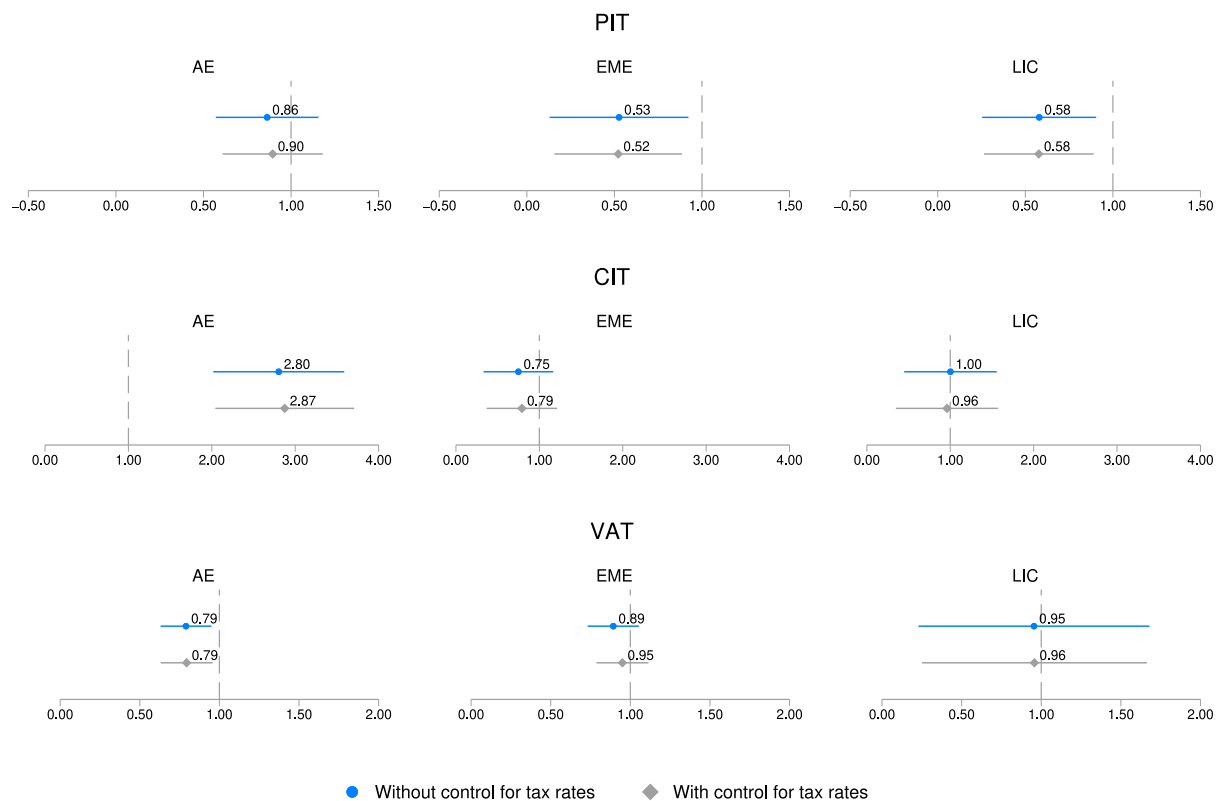 PIT
AE EME LIC
0.86 0.53 0.58
0.90 0.52 0.58
−0.50 0.00 0.50 1.00 1.50 −0.50 0.00 0.50 1.00 1.50 −0.50 0.00 0.50 1.00 1.50
CIT
AE EME LIC
2.80 0.75 1.00
2.87 0.79 0.96
0.00 1.00 2.00 3.00 4.00 0.00 1.00 2.00 3.00 4.00 0.00 1.00 2.00 3.00 4.00
VAT
AE EME LIC
0.79 0.89 0.95
0.79 0.95 0.96
0.00 0.50 1.00 1.50 2.00 0.00 0.50 1.00 1.50 2.00 0.00 0.50 1.00 1.50 2.00
Without control for tax rates With control for tax rates